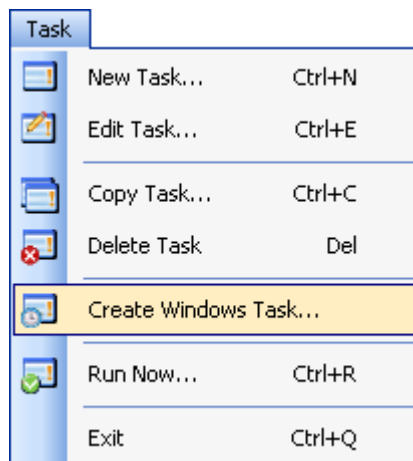 Task
New Task... Ctrl+N
Edit Task... Ctrl+E
Copy Task... Ctrl+C
Delete Task Del
Create Windows Task...
Run Now... Ctrl+R
Exit Ctrl+Q